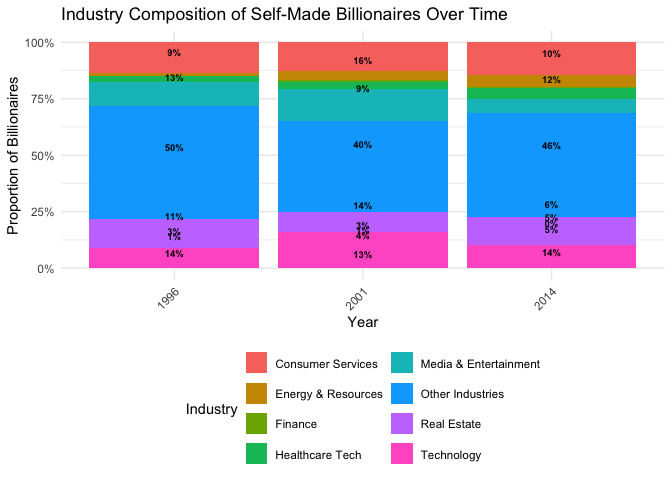 Industry Composition of Self-Made Billionaires Over Time
Proportion of Billionaires
100%
75%
50%
25%
0%
9%
13%
50%
11%
3%
1%
14%
16%
9%
40%
14%
3%
4%
13%
10%
12%
46%
6%
5%
5%
14%
1996
2001
2014
Year
Industry
Consumer Services
Energy & Resources
Finance
Healthcare Tech
Media & Entertainment
Other Industries
Real Estate
Technology